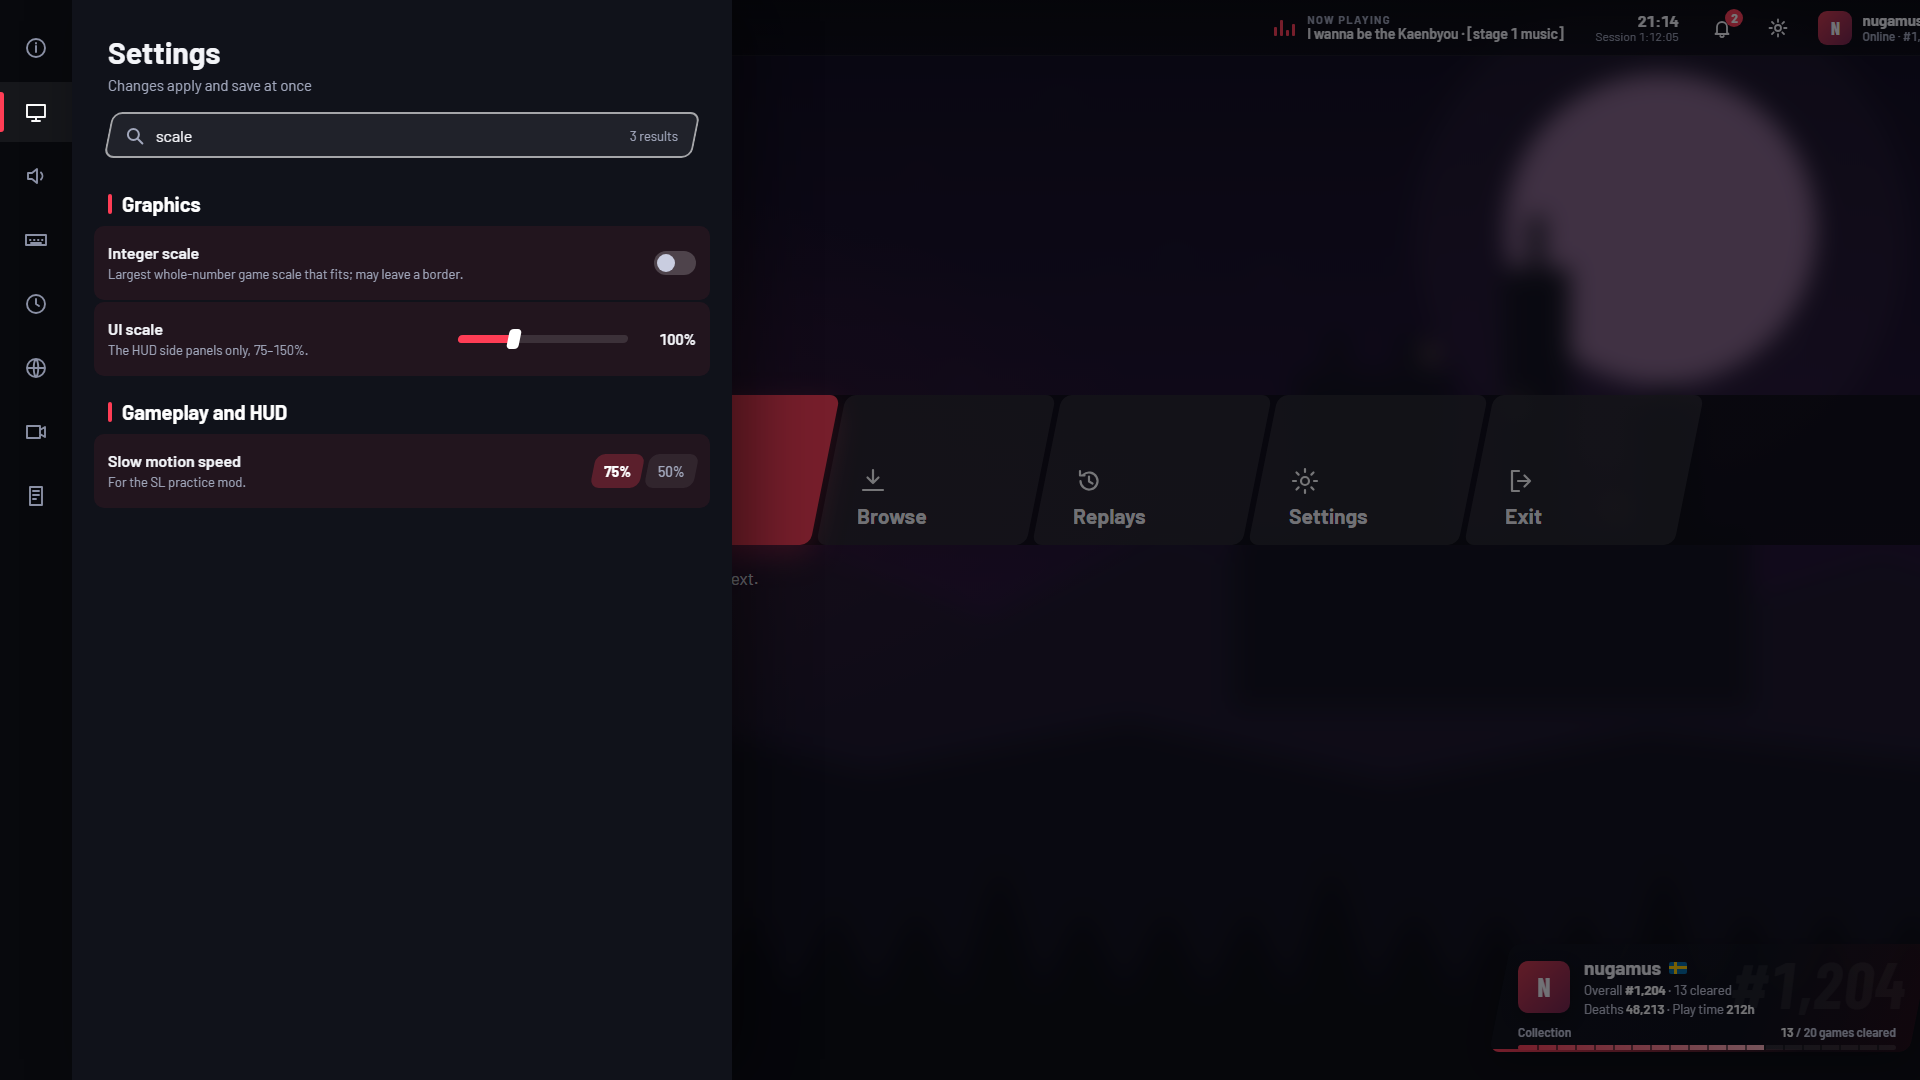 Settings
Changes apply and save at once
scale
3 results
Graphics
Integer scale
Largest whole-number game scale that fits; may leave a border.
UI scale
The HUD side panels only, 75–150%.
100%
Gameplay and HUD
Slow motion speed
For the SL practice mod.
75%
50%
NOW PLAYING
I wanna be the Kaenbyou · [stage 1 music]
21:14
Session 1:12:05
2
N
nugamus
Online · #1,
Browse
Replays
Settings
Exit
ext.
N
nugamus
#1,204
Overall #1,204 · 13 cleared
Deaths 48,213 · Play time 212h
Collection
13 / 20 games cleared